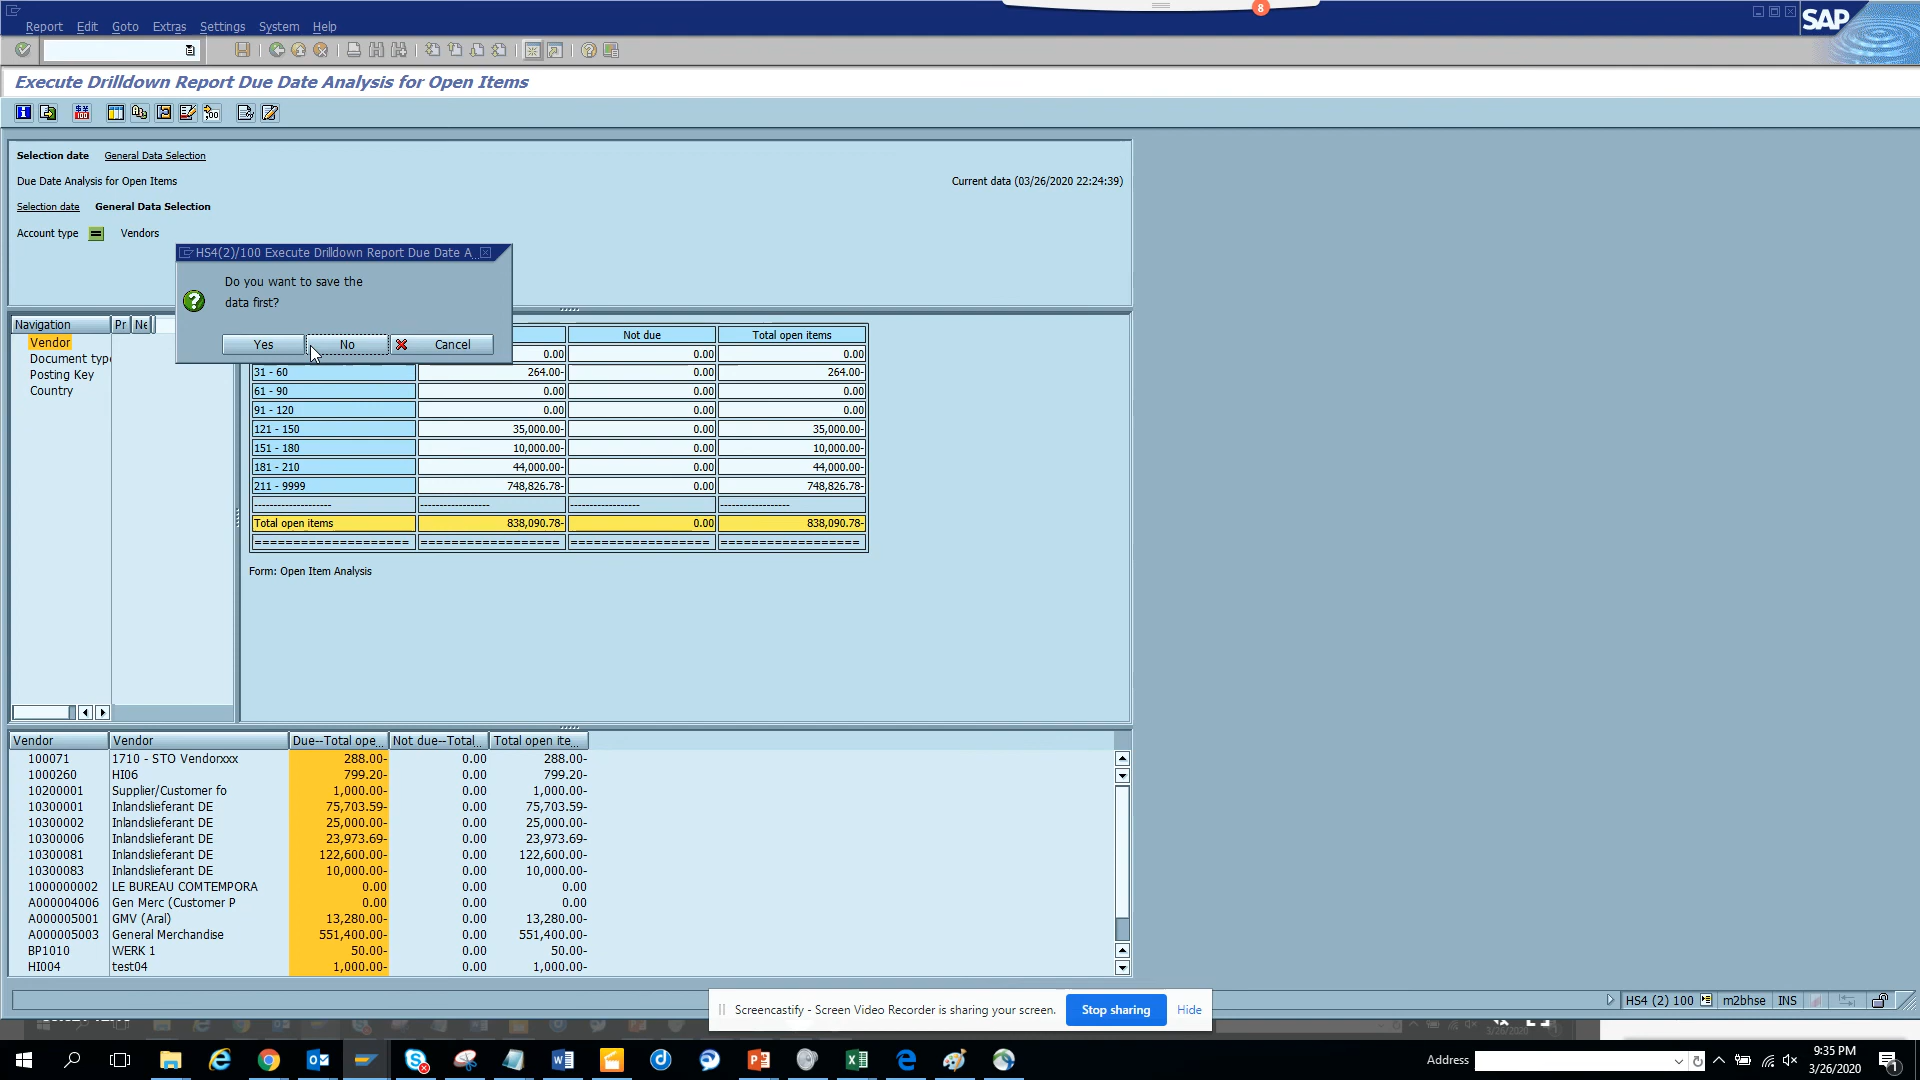 8
Report Edit Goto Extras Settings System Help
SAP
Execute Drilldown Report Due Date Analysis for Open Items
Selection date General Data Selection
Due Date Analysis for Open Items Current data (03/26/2020 22:24:39)
Selection date General Data Selection
Account type Vendors
HS4(2)/100 Execute Drilldown Report Due Date A...
Do you want to save the
data first?
Yes No Cancel
Navigation Pr Ne
Vendor
Document type
Posting Key
Country
Not due Total open items
0.00 0.00 0.00
31 - 60 264.00- 0.00 264.00-
61 - 90 0.00 0.00 0.00
91 - 120 0.00 0.00 0.00
121 - 150 35,000.00- 0.00 35,000.00-
151 - 180 10,000.00- 0.00 10,000.00-
181 - 210 44,000.00- 0.00 44,000.00-
211 - 9999 748,826.78- 0.00 748,826.78-
Total open items 838,090.78- 0.00 838,090.78-
Form: Open Item Analysis
Vendor Vendor Due--Total ope... Not due--Total... Total open ite...
100071 1710 - STO Vendorxxx 288.00- 0.00 288.00-
1000260 HI06 799.20- 0.00 799.20-
10200001 Supplier/Customer fo 1,000.00- 0.00 1,000.00-
10300001 Inlandslieferant DE 75,703.59- 0.00 75,703.59-
10300002 Inlandslieferant DE 25,000.00- 0.00 25,000.00-
10300006 Inlandslieferant DE 23,973.69- 0.00 23,973.69-
10300081 Inlandslieferant DE 122,600.00- 0.00 122,600.00-
10300083 Inlandslieferant DE 10,000.00- 0.00 10,000.00-
1000000002 LE BUREAU COMTEMPORA 0.00 0.00 0.00
A000004006 Gen Merc (Customer P 0.00 0.00 0.00
A000005001 GMV (Aral) 13,280.00- 0.00 13,280.00-
A000005003 General Merchandise 551,400.00- 0.00 551,400.00-
BP1010 WERK 1 50.00- 0.00 50.00-
HI004 test04 1,000.00- 0.00 1,000.00-
HS4 (2) 100 m2bhse INS
Screencastify - Screen Video Recorder is sharing your screen. Stop sharing Hide
Address
9:35 PM
3/26/2020
1